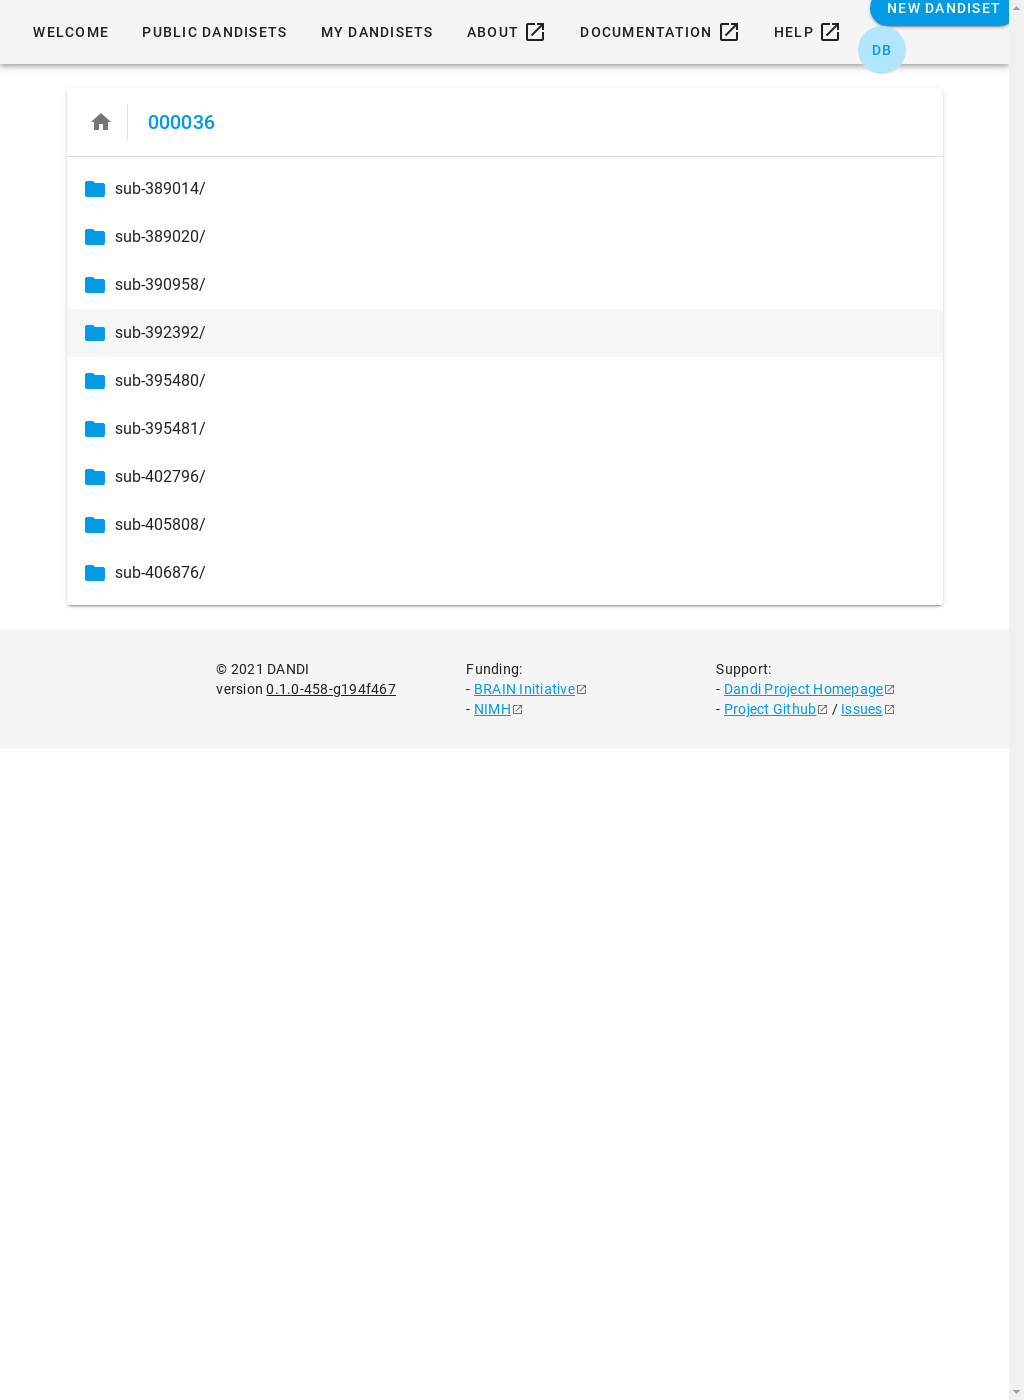 WELCOME PUBLIC DANDISETS MY DANDISETS ABOUT DOCUMENTATION HELP NEW DANDISET
DB
000036
sub-389014/
sub-389020/
sub-390958/
sub-392392/
sub-395480/
sub-395481/
sub-402796/
sub-405808/
sub-406876/
© 2021 DANDI
version 0.1.0-458-g194f467
Funding:
- BRAIN Initiative
- NIMH
Support:
- Dandi Project Homepage
- Project Github / Issues